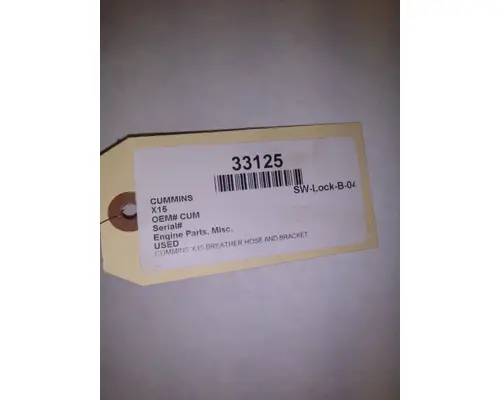 33125
SW-Lock-B-04
CUMMINS
X15
OEM# CUM
Serial#
Engine Parts, Misc.
USED
CUMMINS X15 BREATHER HOSE AND BRACKET